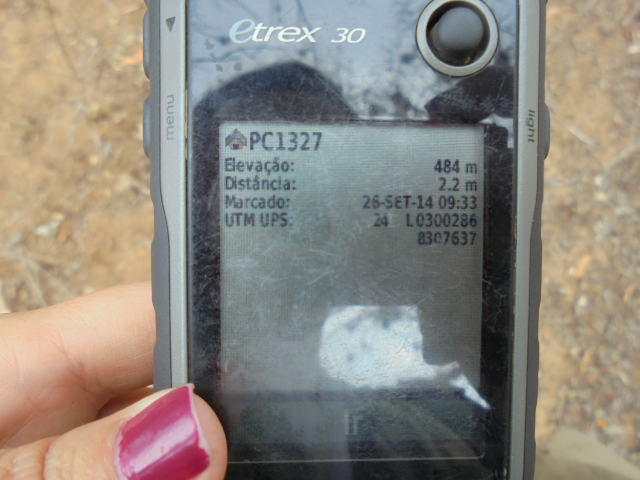 etrex 30
menu
light
PC1327
Elevação: 484 m
Distância: 2.2 m
Marcado: 26-SET-14 09:33
UTM UPS: 24 L0300286
8307637
Ir